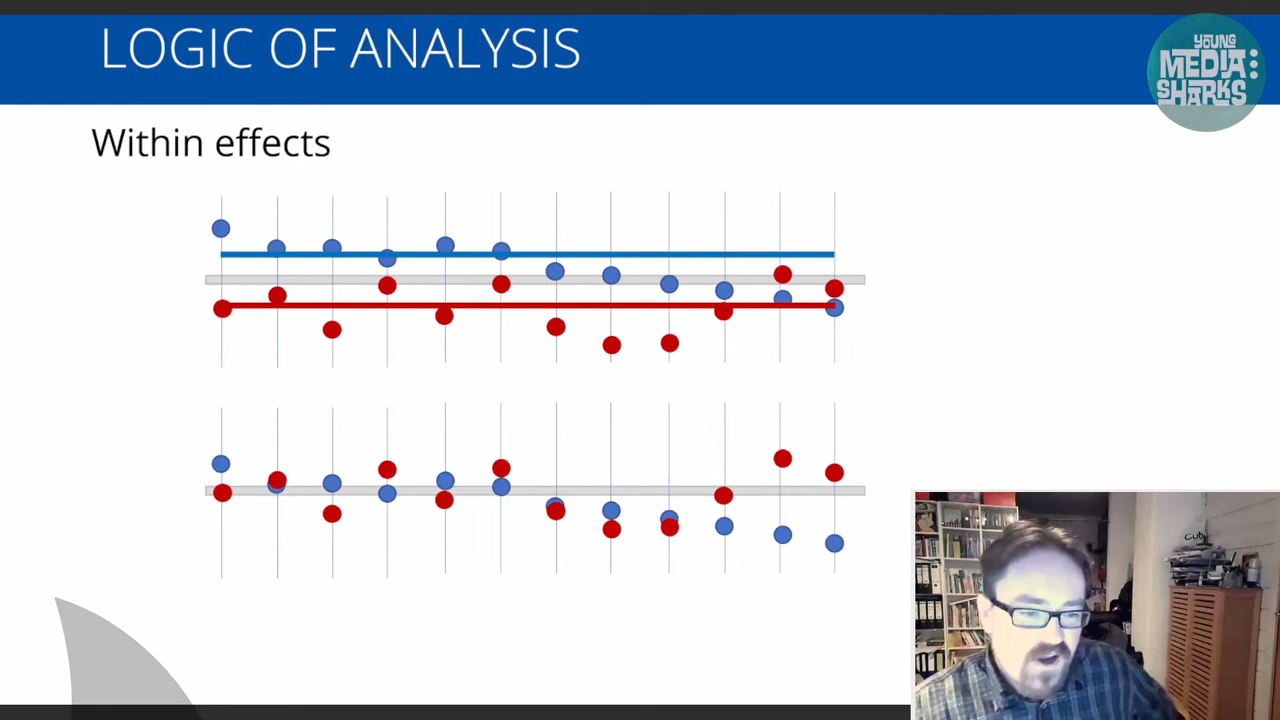 LOGIC OF ANALYSIS
YOUNG
MEDIA
SHARKS
Within effects